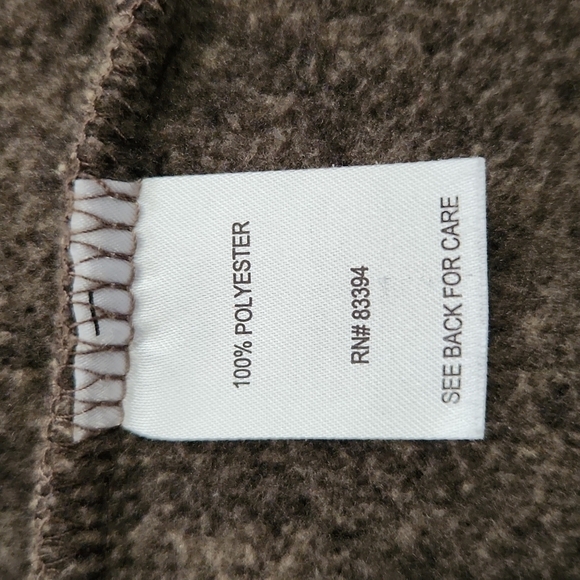 100% POLYESTER
RN# 83394
SEE BACK FOR CARE